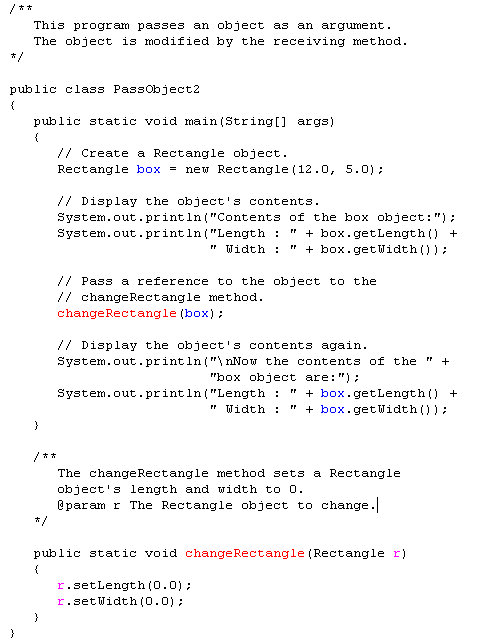 /**
   This program passes an object as an argument.
   The object is modified by the receiving method.
*/

public class PassObject2
{
   public static void main(String[] args)
   {
      // Create a Rectangle object.
      Rectangle box = new Rectangle(12.0, 5.0);

      // Display the object's contents.
      System.out.println("Contents of the box object:");
      System.out.println("Length : " + box.getLength() +
                         " Width : " + box.getWidth());

      // Pass a reference to the object to the
      // changeRectangle method.
      changeRectangle(box);

      // Display the object's contents again.
      System.out.println("\nNow the contents of the " +
                         "box object are:");
      System.out.println("Length : " + box.getLength() +
                         " Width : " + box.getWidth());
   }

   /**
      The changeRectangle method sets a Rectangle
      object's length and width to 0.
      @param r The Rectangle object to change.
   */

   public static void changeRectangle(Rectangle r)
   {
      r.setLength(0.0);
      r.setWidth(0.0);
   }
}